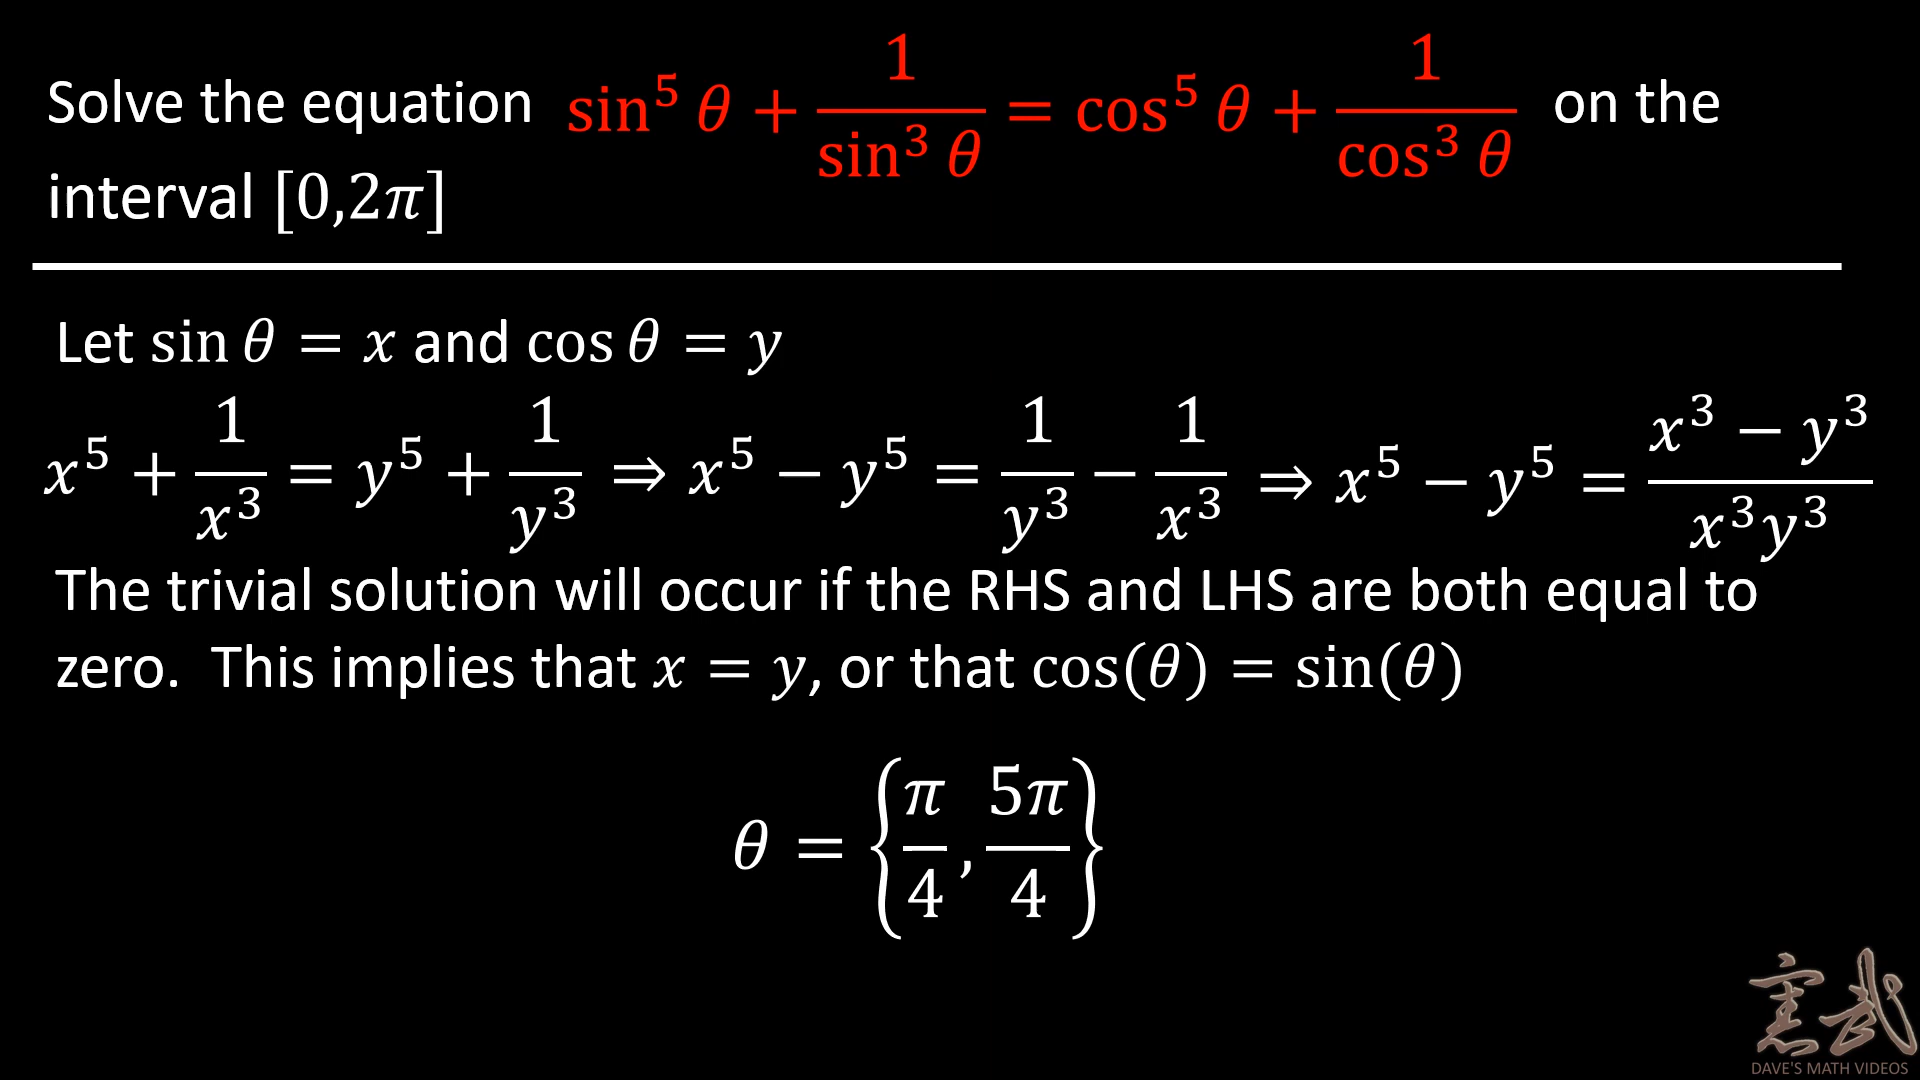 Solve the equation sin⁵ θ + 1/(sin³ θ) = cos⁵ θ + 1/(cos³ θ) on the
interval [0,2π]
Let sin θ = x and cos θ = y
x⁵ + 1/x³ = y⁵ + 1/y³ ⇒ x⁵ − y⁵ = 1/y³ − 1/x³ ⇒ x⁵ − y⁵ = (x³ − y³)/(x³y³)
The trivial solution will occur if the RHS and LHS are both equal to
zero. This implies that x = y, or that cos(θ) = sin(θ)
θ = {π/4, 5π/4}
憲武
DAVE'S MATH VIDEOS